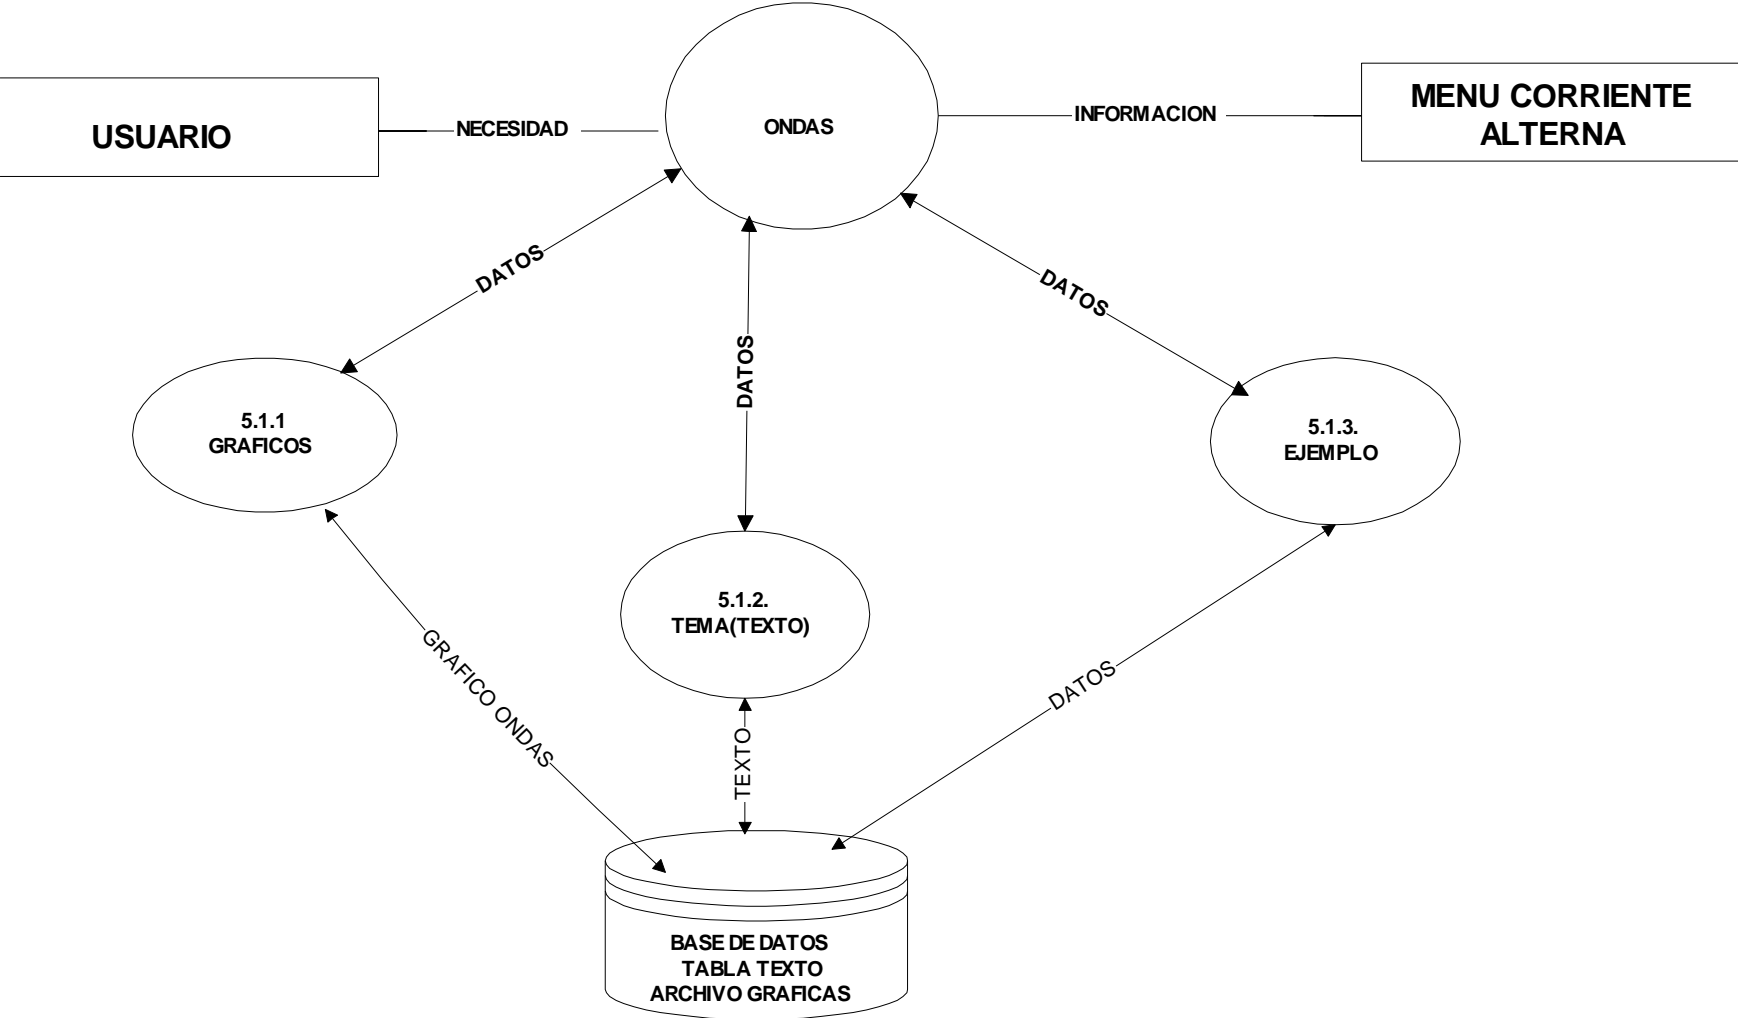 USUARIO
NECESIDAD
ONDAS
INFORMACION
MENU CORRIENTE
ALTERNA
DATOS
DATOS
DATOS
5.1.1
GRAFICOS
5.1.2.
TEMA(TEXTO)
5.1.3.
EJEMPLO
GRAFICO ONDAS
TEXTO
DATOS
BASE DE DATOS
TABLA TEXTO
ARCHIVO GRAFICAS